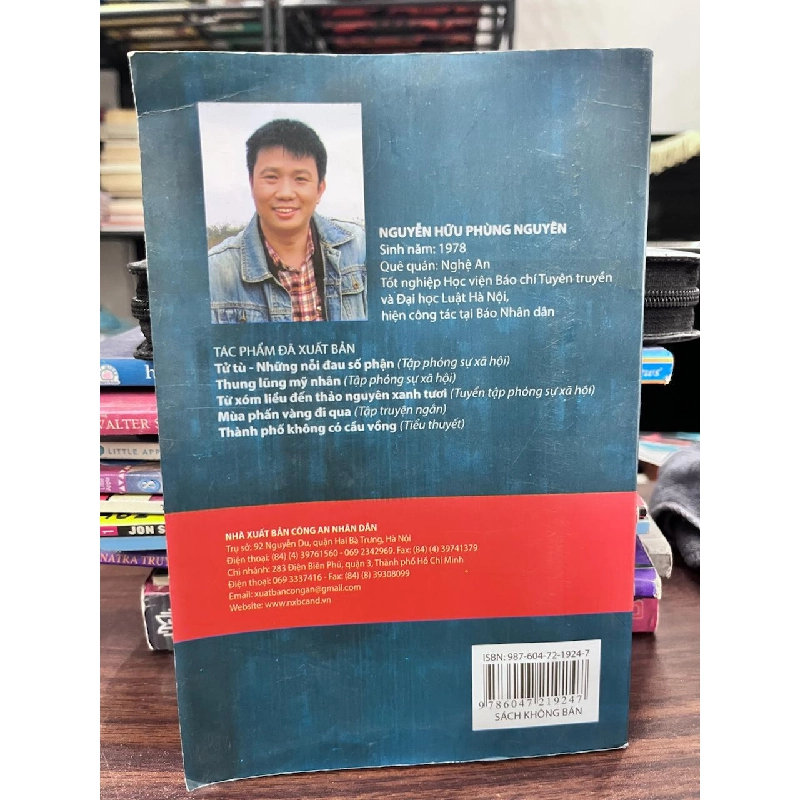 NGUYỄN HỮU PHÙNG NGUYÊN
Sinh năm: 1978
Quê quán: Nghệ An
Tốt nghiệp Học viện Báo chí Tuyên truyền
và Đại học Luật Hà Nội,
hiện công tác tại Báo Nhân dân
TÁC PHẨM ĐÃ XUẤT BẢN
Tử tù - Những nỗi đau số phận (Tập phóng sự xã hội)
Thung lũng mỹ nhân (Tập phóng sự xã hội)
Từ xóm liều đến thảo nguyên xanh tươi (Tuyển tập phóng sự xã hội)
Mùa phấn vàng đi qua (Tập truyện ngắn)
Thành phố không có cầu vồng (Tiểu thuyết)
NHÀ XUẤT BẢN CÔNG AN NHÂN DÂN
Trụ sở: 92 Nguyễn Du, quận Hai Bà Trưng, Hà Nội
Điện thoại: (84) (4) 39761560 - 069 2342969. Fax: (84) (4) 39741379
Chi nhánh: 283 Điện Biên Phủ, quận 3, Thành phố Hồ Chí Minh
Điện thoại: 069 3337416 - Fax: (84) (8) 39308099
Email: xuatbancongan@gmail.com
Website: www.nxbcand.vn
ISBN: 987-604-72-1924-7
9 786047 219247
SÁCH KHÔNG BÁN
LITTLE APP
JON S